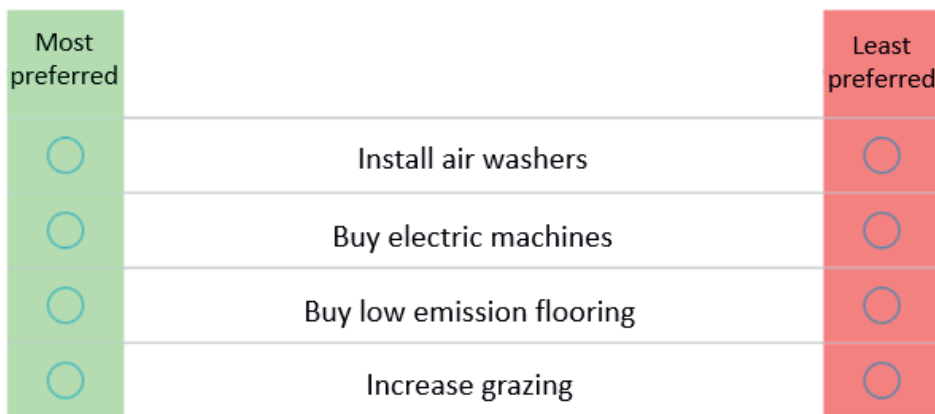 Most
preferred
Least
preferred
Install air washers
Buy electric machines
Buy low emission flooring
Increase grazing